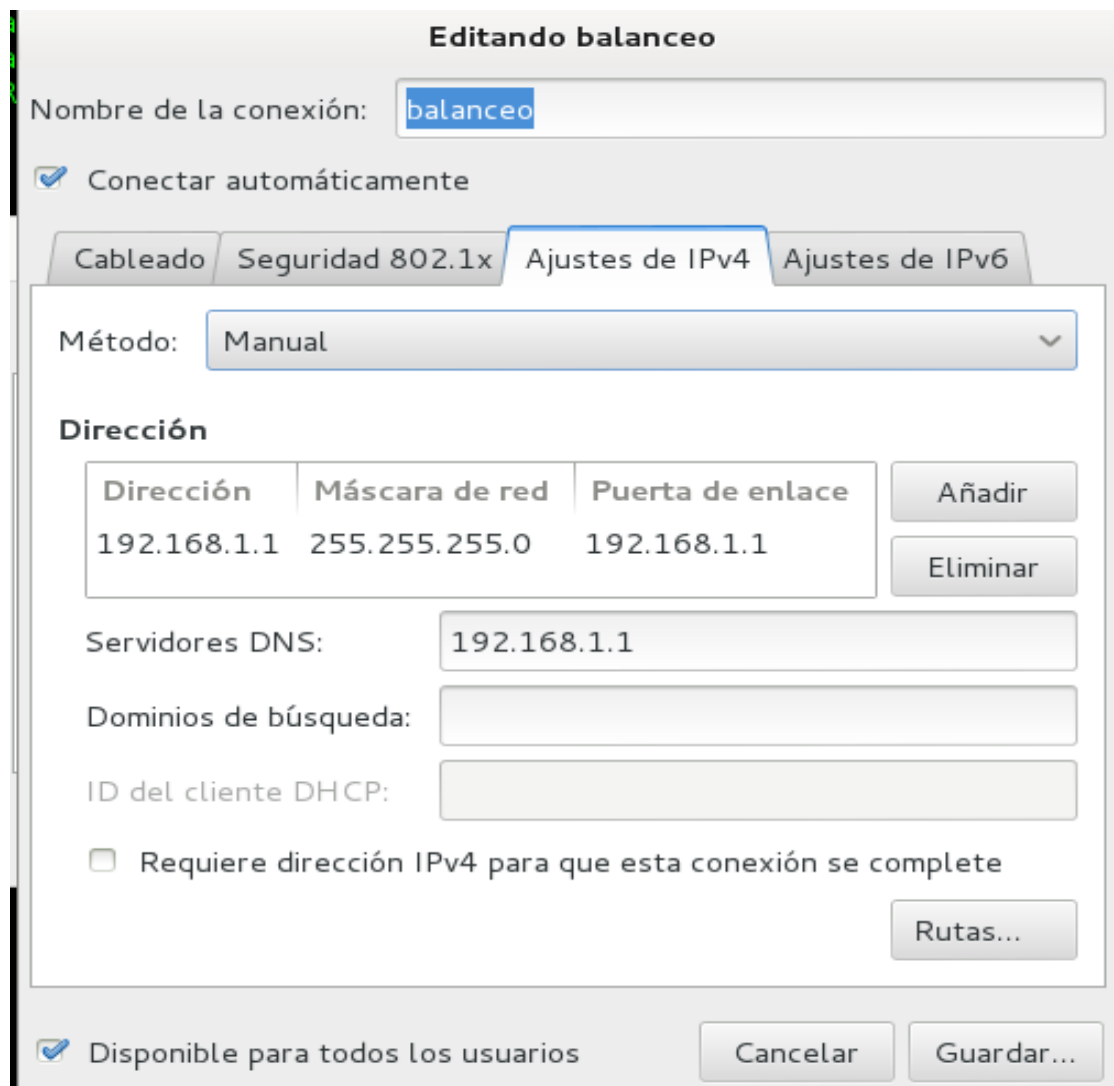 Editando balanceo
Nombre de la conexión: balanceo
Conectar automáticamente
Cableado Seguridad 802.1x Ajustes de IPv4 Ajustes de IPv6
Método: Manual
Dirección
Dirección Máscara de red Puerta de enlace Añadir
192.168.1.1 255.255.255.0 192.168.1.1
Eliminar
Servidores DNS: 192.168.1.1
Dominios de búsqueda:
ID del cliente DHCP:
Requiere dirección IPv4 para que esta conexión se complete
Rutas...
Disponible para todos los usuarios Cancelar Guardar...